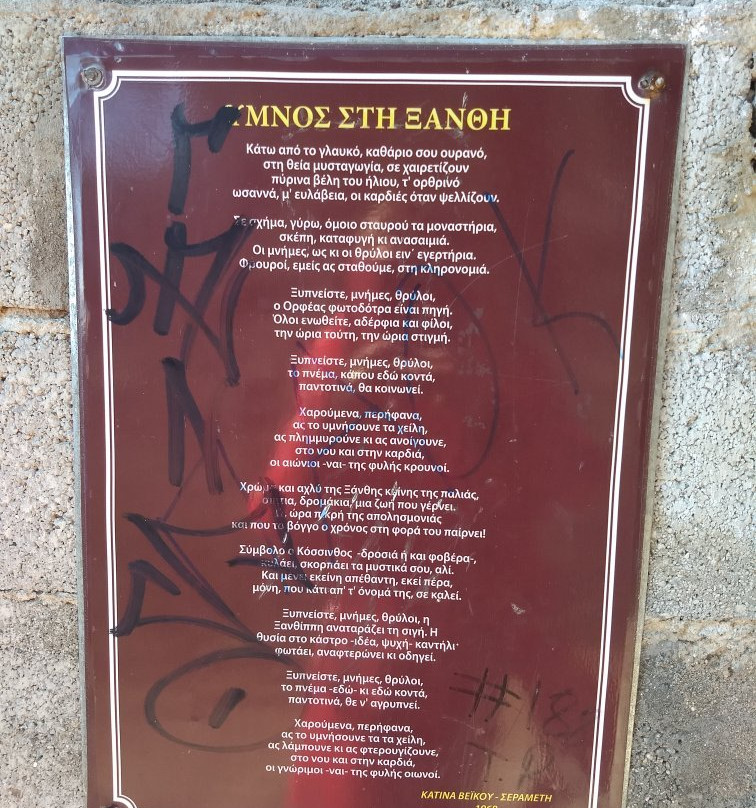 ΥΜΝΟΣ ΣΤΗ ΞΑΝΘΗ
Κάτω από το γλαυκό, καθάριο σου ουρανό,
στη θεία μυσταγωγία, σε χαιρετίζουν
πύρινα βέλη του ήλιου, τ' ορθρινό
ωσαννά, μ' ευλάβεια, οι καρδιές όταν ψελλίζουν.
Σε σχήμα, γύρω, όμοιο σταυρού τα μοναστήρια,
σκέπη, καταφυγή κι ανασαιμιά.
Οι μνήμες, ως κι οι θρύλοι ειν' εγερτήρια.
Φρουροί, εμείς ας σταθούμε, στη κληρονομιά.
Ξυπνείστε, μνήμες, θρύλοι,
ο Ορφέας φωτοδότρα είναι πηγή.
Όλοι ενωθείτε, αδέρφια και φίλοι,
την ώρια τούτη, την ώρια στιγμή.
Ξυπνείστε, μνήμες, θρύλοι,
το πνέμα, κάπου εδώ κοντά,
παντοτινά, θα κοινωνεί.
Χαρούμενα, περήφανα,
ας το υμνήσουνε τα χείλη,
ας πλημμυρούνε κι ας ανοίγουνε,
στο νου και στην καρδιά,
οι αιώνιοι -ναι- της φυλής κρουνοί.
Χρώμα και αχλύ της Ξάνθης κείνης της παλιάς,
σπίτια, δρομάκια, μια ζωή που γέρνει.
ώρα πικρή της απολησμονιάς
και που το βόγγο ο χρόνος στη φορά του παίρνει!
Σύμβολο ο Κόσσινθος -δροσιά ή και φοβέρα-,
κυλάει, σκορπάει τα μυστικά σου, αλί.
Και μένει εκείνη απέθαντη, εκεί πέρα,
μόνη, που κάτι απ' τ' όνομά της, σε καλεί.
Ξυπνείστε, μνήμες, θρύλοι, η
Ξανθίππη αναταράζει τη σιγή. Η
θυσία στο κάστρο -ιδέα, ψυχή- καντήλι·
φωτάει, αναφτερώνει κι οδηγεί.
Ξυπνείστε, μνήμες, θρύλοι,
το πνέμα -εδώ- κι εδώ κοντά,
παντοτινά, θε ν' αγρυπνεί.
Χαρούμενα, περήφανα,
ας το υμνήσουνε τα τα χείλη,
ας λάμπουνε κι ας φτερουγίζουνε,
στο νου και στην καρδιά,
οι γνώριμοι -ναι- της φυλής οιωνοί.
ΚΑΤΙΝΑ ΒΕΪΚΟΥ - ΣΕΡΑΜΕΤΗ